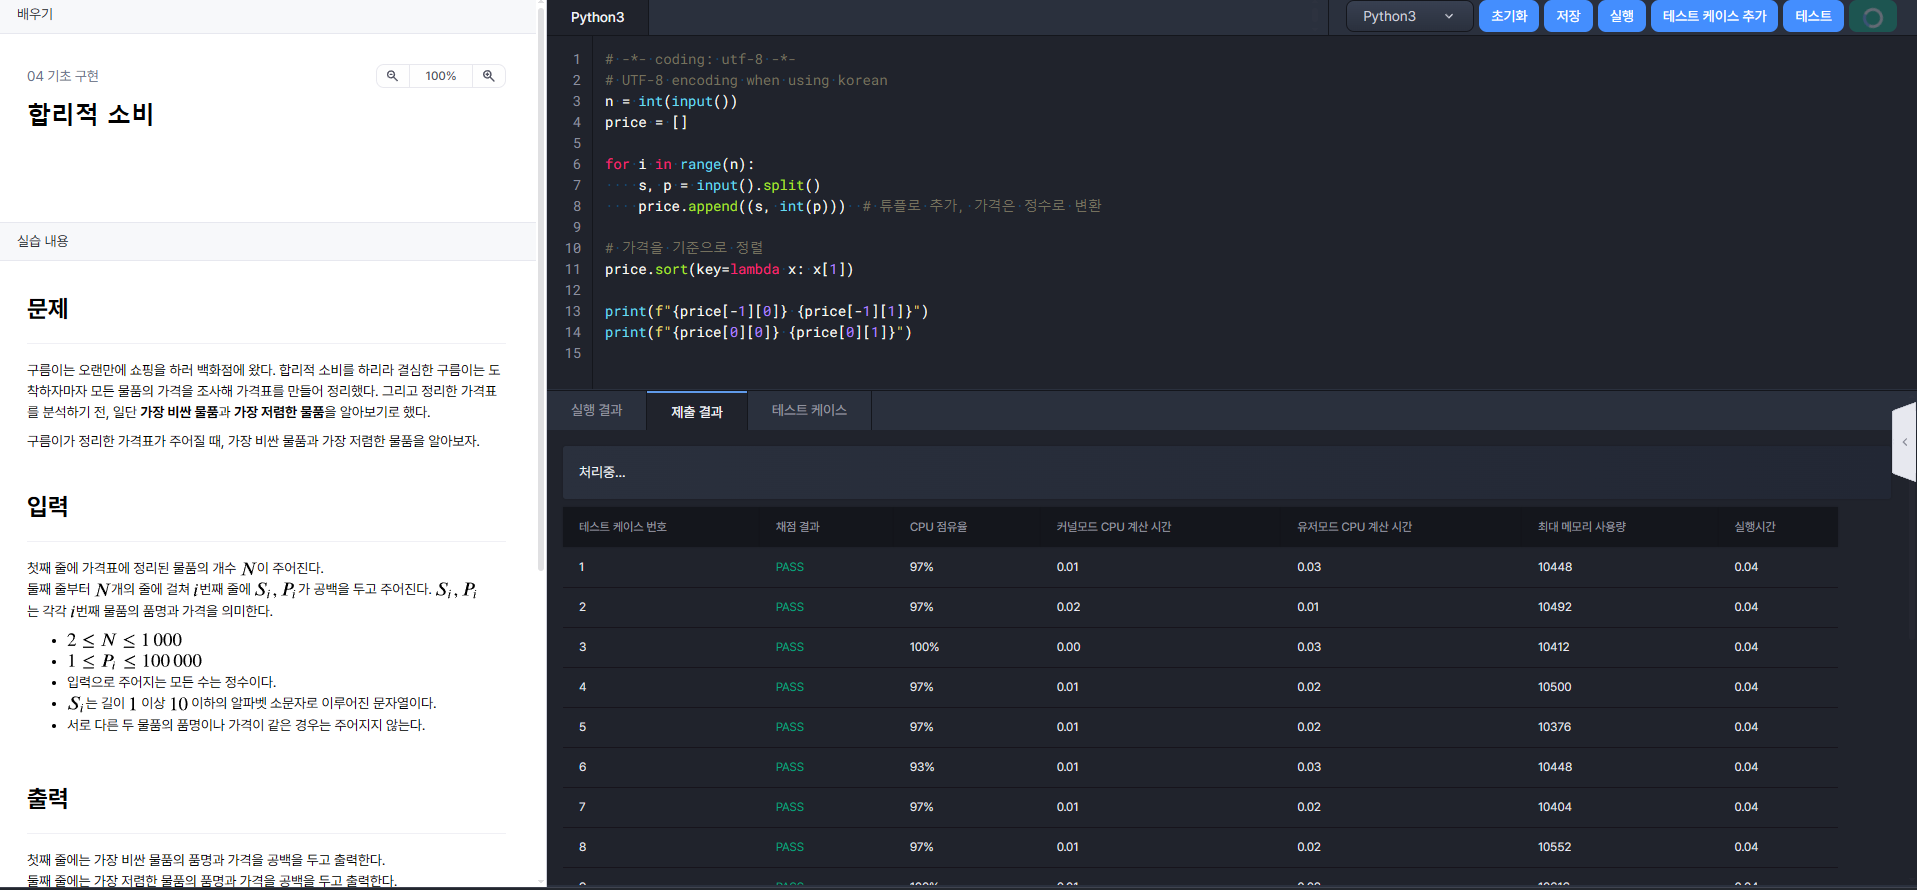 배우기
04 기초 구현
100%
합리적 소비
실습 내용
문제
구름이는 오랜만에 쇼핑을 하러 백화점에 왔다. 합리적 소비를 하리라 결심한 구름이는 도
착하자마자 모든 물품의 가격을 조사해 가격표를 만들어 정리했다. 그리고 정리한 가격표
를 분석하기 전, 일단 가장 비싼 물품과 가장 저렴한 물품을 알아보기로 했다.
구름이가 정리한 가격표가 주어질 때, 가장 비싼 물품과 가장 저렴한 물품을 알아보자.
입력
첫째 줄에 가격표에 정리된 물품의 개수 N이 주어진다.
둘째 줄부터 N개의 줄에 걸쳐 i번째 줄에 Si, Pi가 공백을 두고 주어진다. Si, Pi
는 각각 i번째 물품의 품명과 가격을 의미한다.
• 2 ≤ N ≤ 1 000
• 1 ≤ Pi ≤ 100 000
• 입력으로 주어지는 모든 수는 정수이다.
• Si는 길이 1 이상 10 이하의 알파벳 소문자로 이루어진 문자열이다.
• 서로 다른 두 물품의 품명이나 가격이 같은 경우는 주어지지 않는다.
출력
첫째 줄에는 가장 비싼 물품의 품명과 가격을 공백을 두고 출력한다.
둘째 줄에는 가장 저렴한 물품의 품명과 가격을 공백을 두고 출력한다.
Python3
Python3 초기화 저장 실행 테스트 케이스 추가 테스트
1 # -*- coding: utf-8 -*-
2 # UTF-8 encoding when using korean
3 n = int(input())
4 price = []
5
6 for i in range(n):
7     s, p = input().split()
8     price.append((s, int(p)))  # 튜플로 추가, 가격은 정수로 변환
9
10 # 가격을 기준으로 정렬
11 price.sort(key=lambda x: x[1])
12
13 print(f"{price[-1][0]} {price[-1][1]}")
14 print(f"{price[0][0]} {price[0][1]}")
15
실행 결과 제출 결과 테스트 케이스
처리중...
테스트 케이스 번호 채점 결과 CPU 점유율 커널모드 CPU 계산 시간 유저모드 CPU 계산 시간 최대 메모리 사용량 실행시간
1 PASS 97% 0.01 0.03 10448 0.04
2 PASS 97% 0.02 0.01 10492 0.04
3 PASS 100% 0.00 0.03 10412 0.04
4 PASS 97% 0.01 0.02 10500 0.04
5 PASS 97% 0.01 0.02 10376 0.04
6 PASS 93% 0.01 0.03 10448 0.04
7 PASS 97% 0.01 0.02 10404 0.04
8 PASS 97% 0.01 0.02 10552 0.04